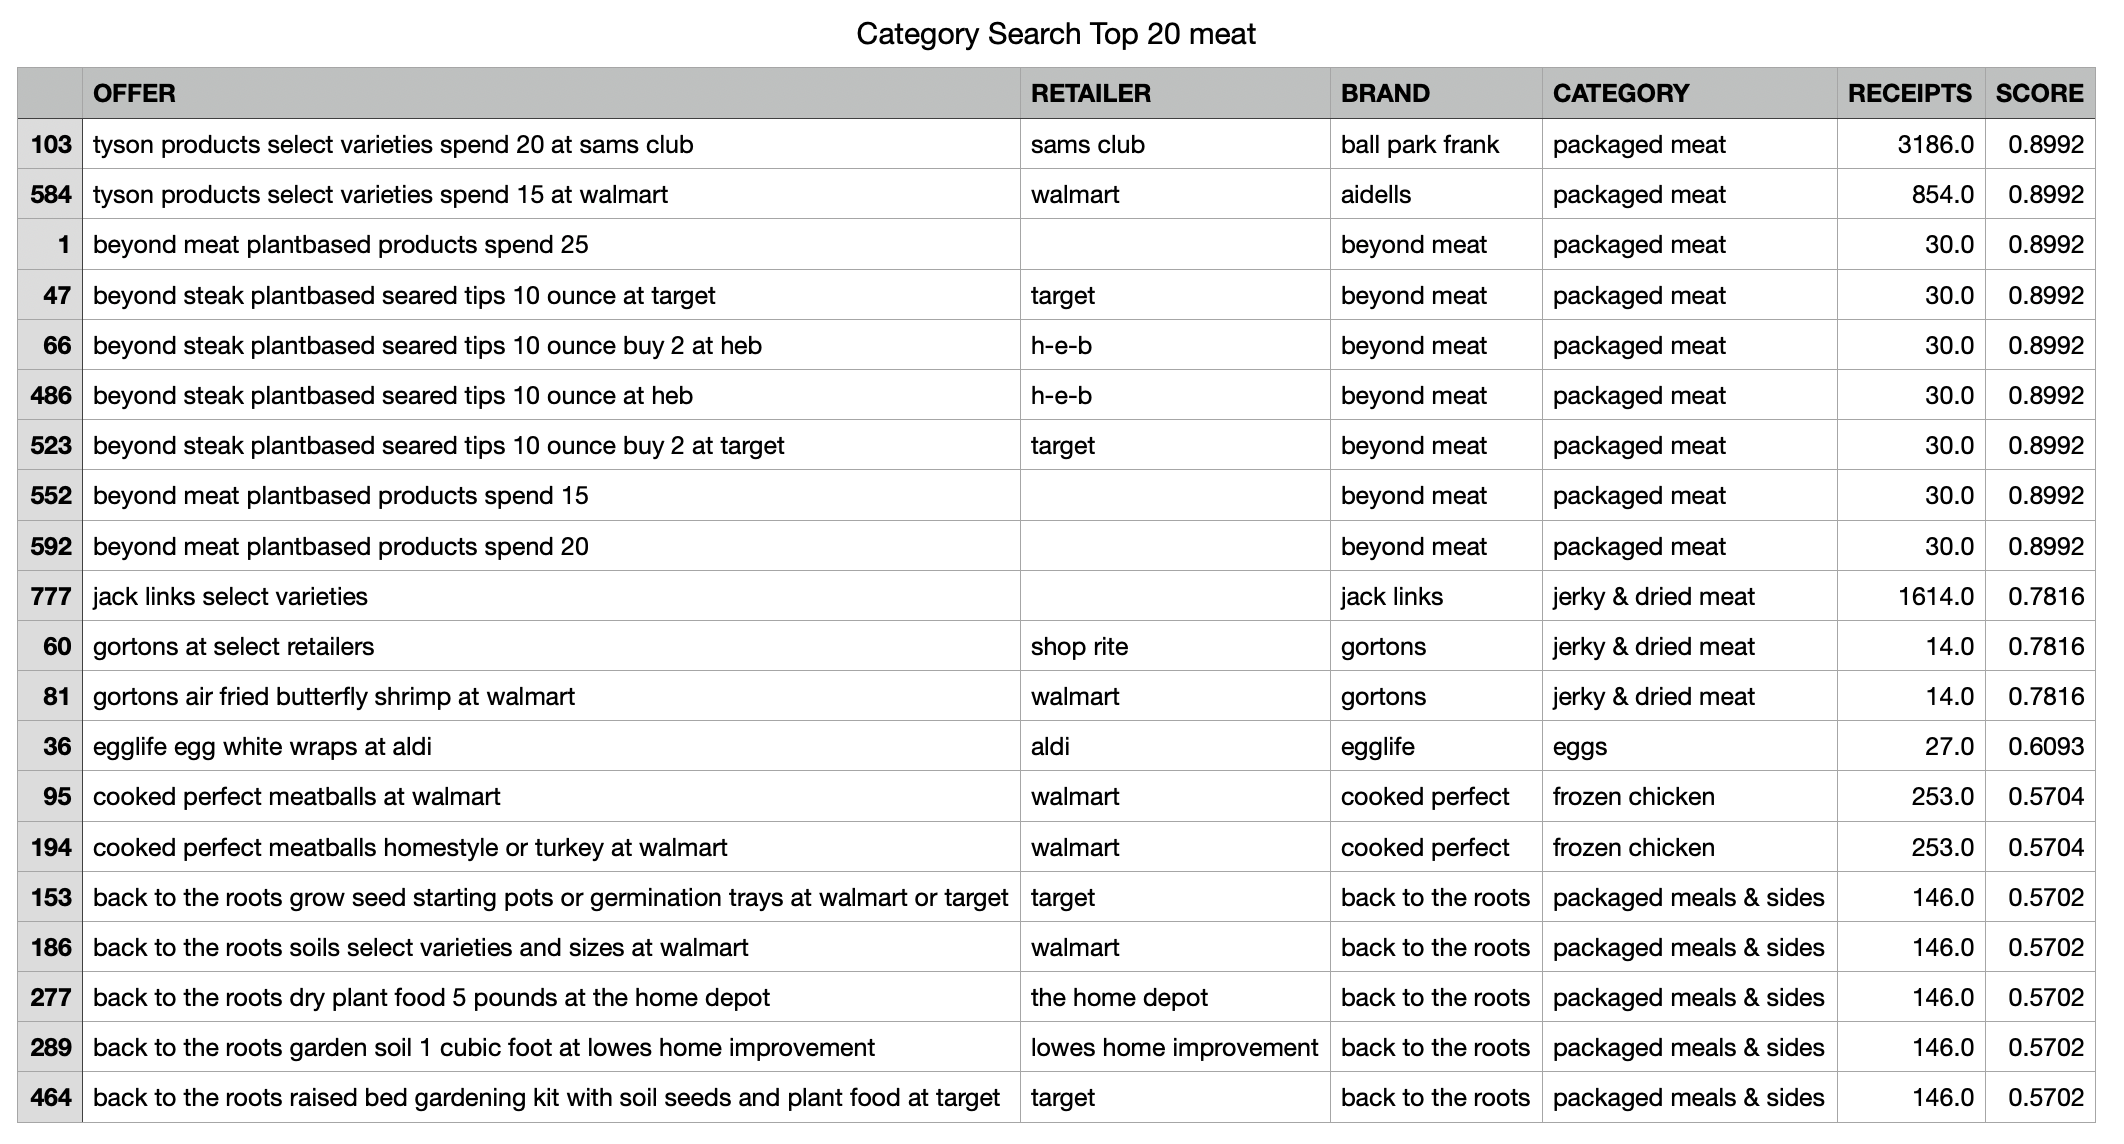 Category Search Top 20 meat
OFFER RETAILER BRAND CATEGORY RECEIPTS SCORE
103 tyson products select varieties spend 20 at sams club sams club ball park frank packaged meat 3186.0 0.8992
584 tyson products select varieties spend 15 at walmart walmart aidells packaged meat 854.0 0.8992
1 beyond meat plantbased products spend 25 beyond meat packaged meat 30.0 0.8992
47 beyond steak plantbased seared tips 10 ounce at target target beyond meat packaged meat 30.0 0.8992
66 beyond steak plantbased seared tips 10 ounce buy 2 at heb h-e-b beyond meat packaged meat 30.0 0.8992
486 beyond steak plantbased seared tips 10 ounce at heb h-e-b beyond meat packaged meat 30.0 0.8992
523 beyond steak plantbased seared tips 10 ounce buy 2 at target target beyond meat packaged meat 30.0 0.8992
552 beyond meat plantbased products spend 15 beyond meat packaged meat 30.0 0.8992
592 beyond meat plantbased products spend 20 beyond meat packaged meat 30.0 0.8992
777 jack links select varieties jack links jerky & dried meat 1614.0 0.7816
60 gortons at select retailers shop rite gortons jerky & dried meat 14.0 0.7816
81 gortons air fried butterfly shrimp at walmart walmart gortons jerky & dried meat 14.0 0.7816
36 egglife egg white wraps at aldi aldi egglife eggs 27.0 0.6093
95 cooked perfect meatballs at walmart walmart cooked perfect frozen chicken 253.0 0.5704
194 cooked perfect meatballs homestyle or turkey at walmart walmart cooked perfect frozen chicken 253.0 0.5704
153 back to the roots grow seed starting pots or germination trays at walmart or target target back to the roots packaged meals & sides 146.0 0.5702
186 back to the roots soils select varieties and sizes at walmart walmart back to the roots packaged meals & sides 146.0 0.5702
277 back to the roots dry plant food 5 pounds at the home depot the home depot back to the roots packaged meals & sides 146.0 0.5702
289 back to the roots garden soil 1 cubic foot at lowes home improvement lowes home improvement back to the roots packaged meals & sides 146.0 0.5702
464 back to the roots raised bed gardening kit with soil seeds and plant food at target target back to the roots packaged meals & sides 146.0 0.5702